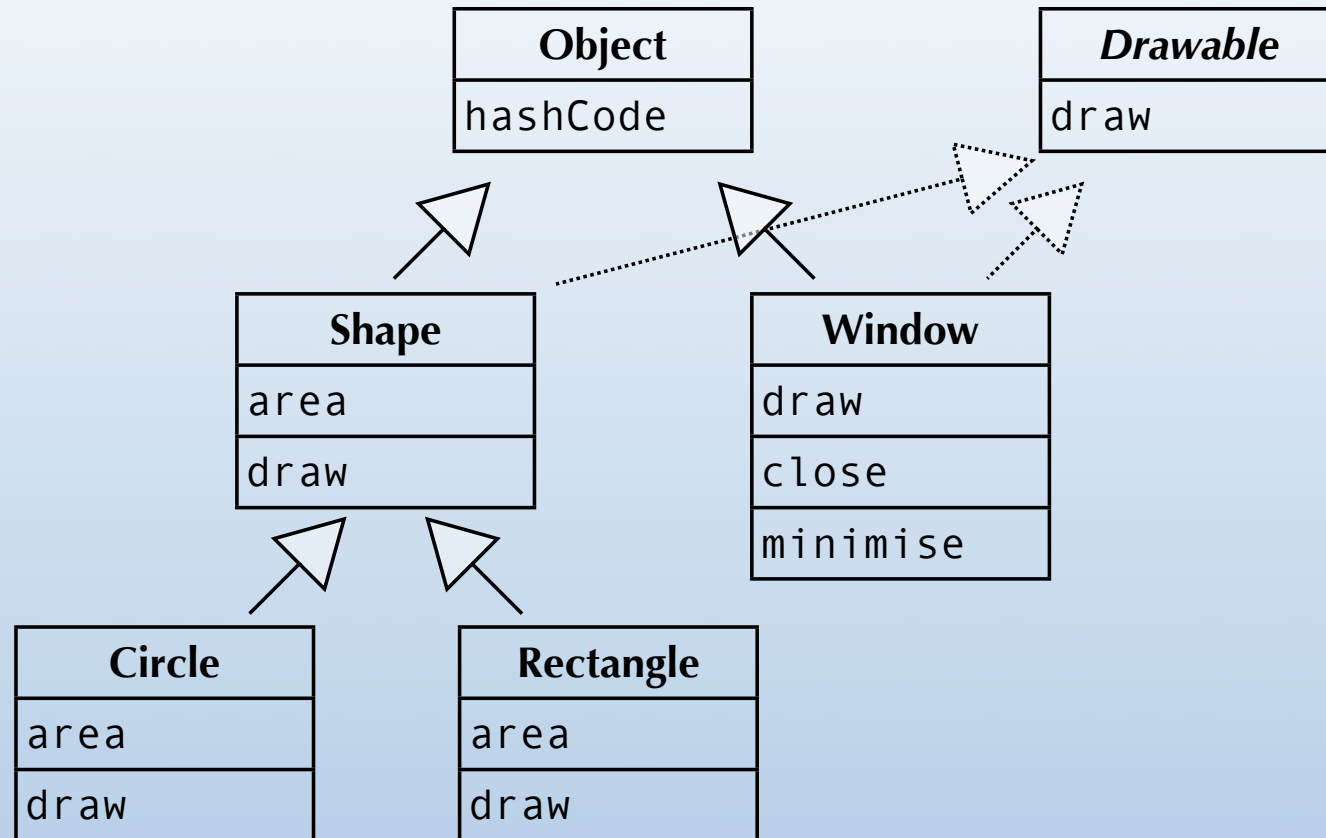 Object
hashCode
Drawable
draw
Shape
area
draw
Window
draw
close
minimise
Circle
area
draw
Rectangle
area
draw